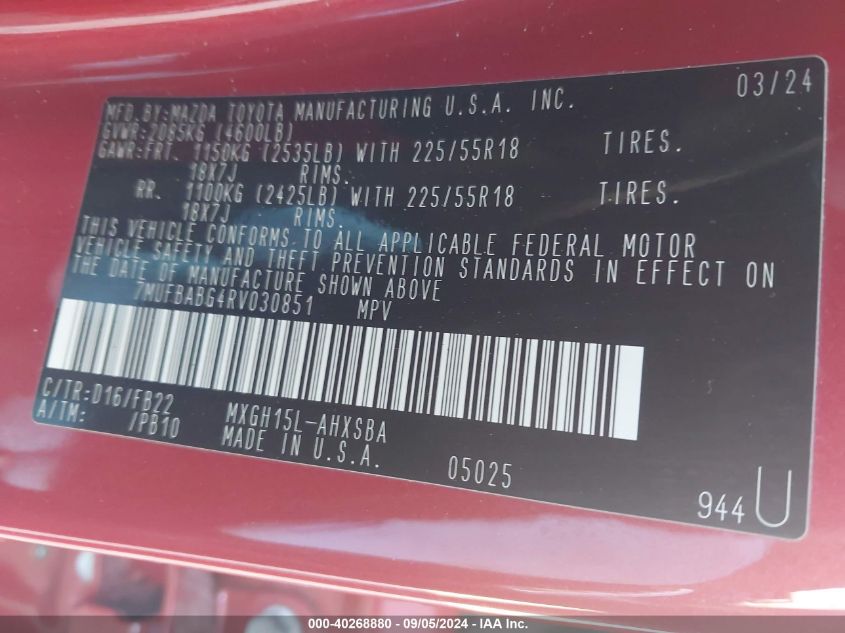 03/24
MFD.BY:MAZDA TOYOTA MANUFACTURING U.S.A. INC.
GVWR:2085KG (4600LB)
GAWR:FRT. 1150KG (2535LB) WITH 225/55R18 TIRES.
18X7J RIMS.
RR. 1100KG (2425LB) WITH 225/55R18 TIRES.
18X7J RIMS.
THIS VEHICLE CONFORMS TO ALL APPLICABLE FEDERAL MOTOR
VEHICLE SAFETY AND THEFT PREVENTION STANDARDS IN EFFECT ON
THE DATE OF MANUFACTURE SHOWN ABOVE
7MUFBABG4RV030851 MPV
C/TR:D16/FB22
A/TM: /PB10
MXGH15L-AHXSBA
MADE IN U.S.A.
05025
944 U
000-40268880 - 09/05/2024 - IAA Inc.